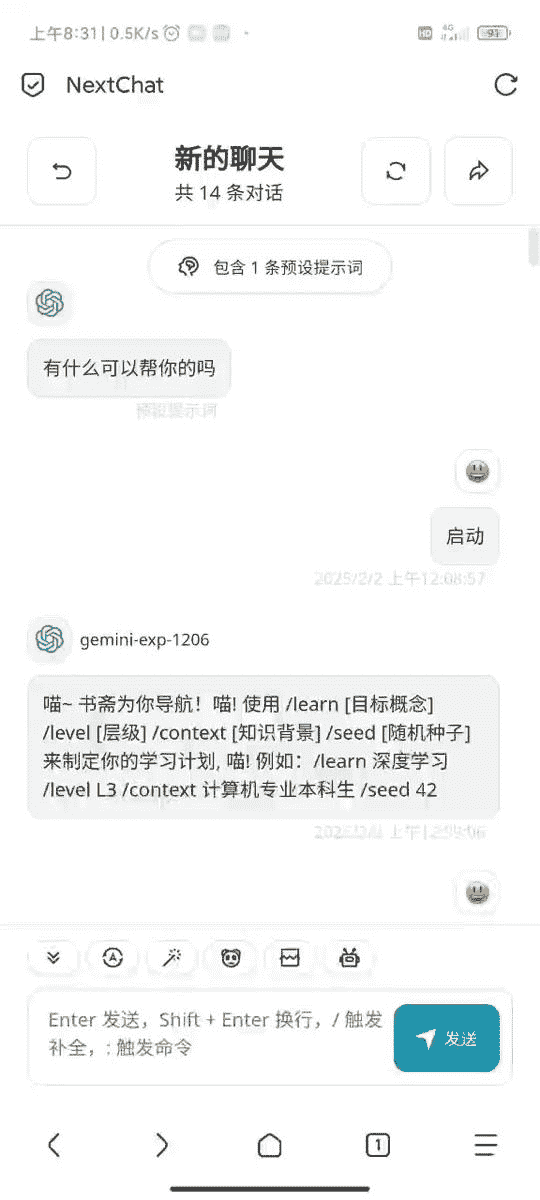 上午8:31 | 0.5K/s
HD 4G 91
NextChat
新的聊天
共 14 条对话
包含 1 条预设提示词
有什么可以帮你的吗
预设提示词
启动
2025/2/2 上午12:08:57
gemini-exp-1206
喵~ 书斋为你导航！喵! 使用 /learn [目标概念]
/level [层级] /context [知识背景] /seed [随机种子]
来制定你的学习计划, 喵! 例如：/learn 深度学习
/level L3 /context 计算机专业本科生 /seed 42
Enter 发送，Shift + Enter 换行，/ 触发
补全，: 触发命令
发送
1